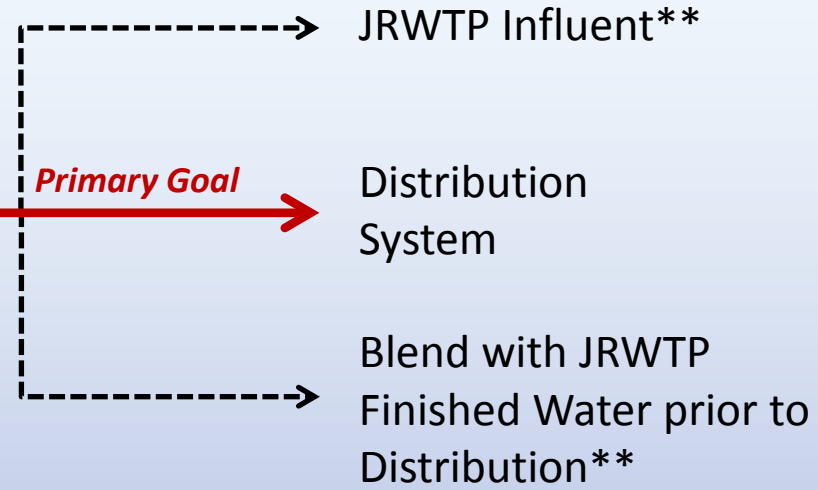 JRWTP Influent**
Primary Goal
Distribution
System
Blend with JRWTP
Finished Water prior to
Distribution**